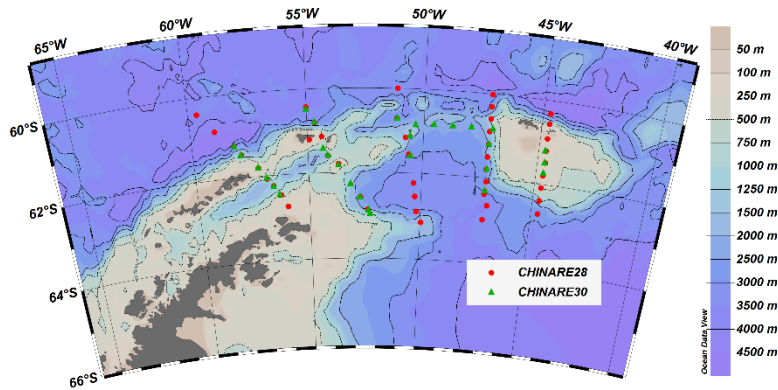 65°W
60°W
55°W
50°W
45°W
40°W
60°S
62°S
64°S
66°S
CHINARE28
CHINARE30
Ocean Data View
50 m
100 m
250 m
500 m
750 m
1000 m
1250 m
1500 m
2000 m
2500 m
3000 m
3500 m
4000 m
4500 m